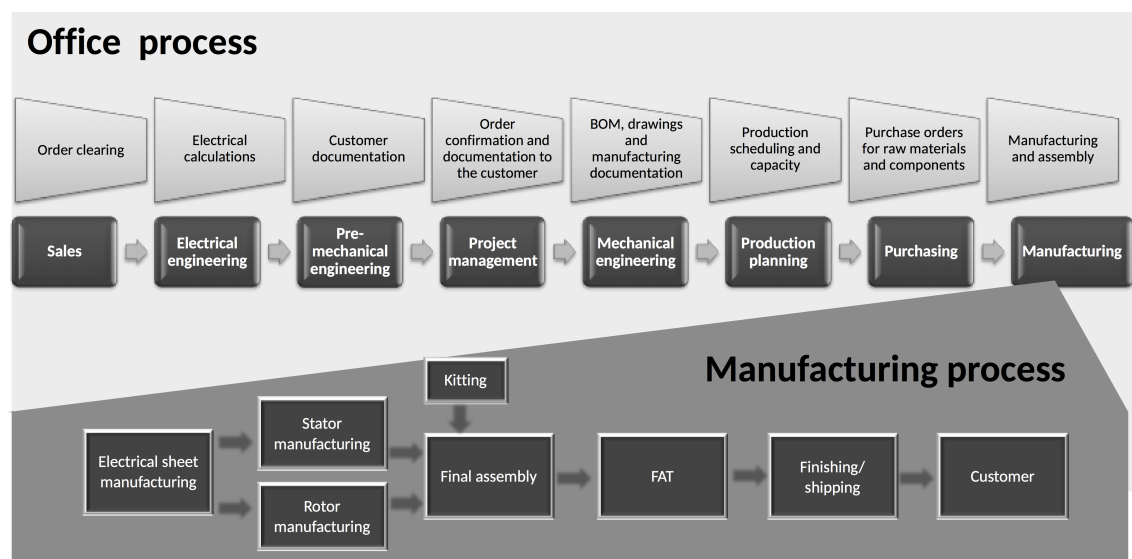 Office process
Order clearing
Electrical
calculations
Customer
documentation
Order
confirmation and
documentation to
the customer
BOM, drawings
and
manufacturing
documentation
Production
scheduling and
capacity
Purchase orders
for raw materials
and components
Manufacturing
and assembly
Sales
Electrical
engineering
Pre-
mechanical
engineering
Project
management
Mechanical
engineering
Production
planning
Purchasing
Manufacturing
Manufacturing process
Kitting
Electrical sheet
manufacturing
Stator
manufacturing
Rotor
manufacturing
Final assembly
FAT
Finishing/
shipping
Customer